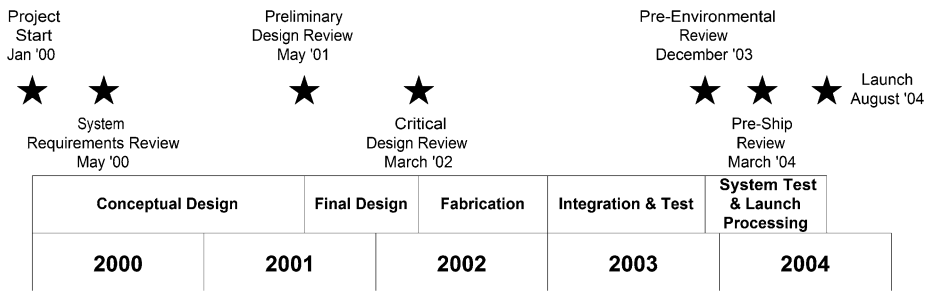 Project
Start
Jan '00
Preliminary
Design Review
May '01
Pre-Environmental
Review
December '03
Launch
August '04
System
Requirements Review
May '00
Critical
Design Review
March '02
Pre-Ship
Review
March '04
Conceptual Design
Final Design
Fabrication
Integration & Test
System Test
& Launch
Processing
2000
2001
2002
2003
2004